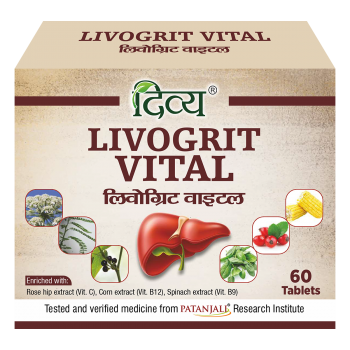 LIVOGRIT VITAL
लिवोग्रिट वाइटल
दिव्य®
LIVOGRIT
VITAL
लिवोग्रिट वाइटल
Enriched with:
Rose hip extract (Vit. C), Corn extract (Vit. B12), Spinach extract (Vit. B9)
60
Tablets
Tested and verified medicine from PATANJALI® Research Institute